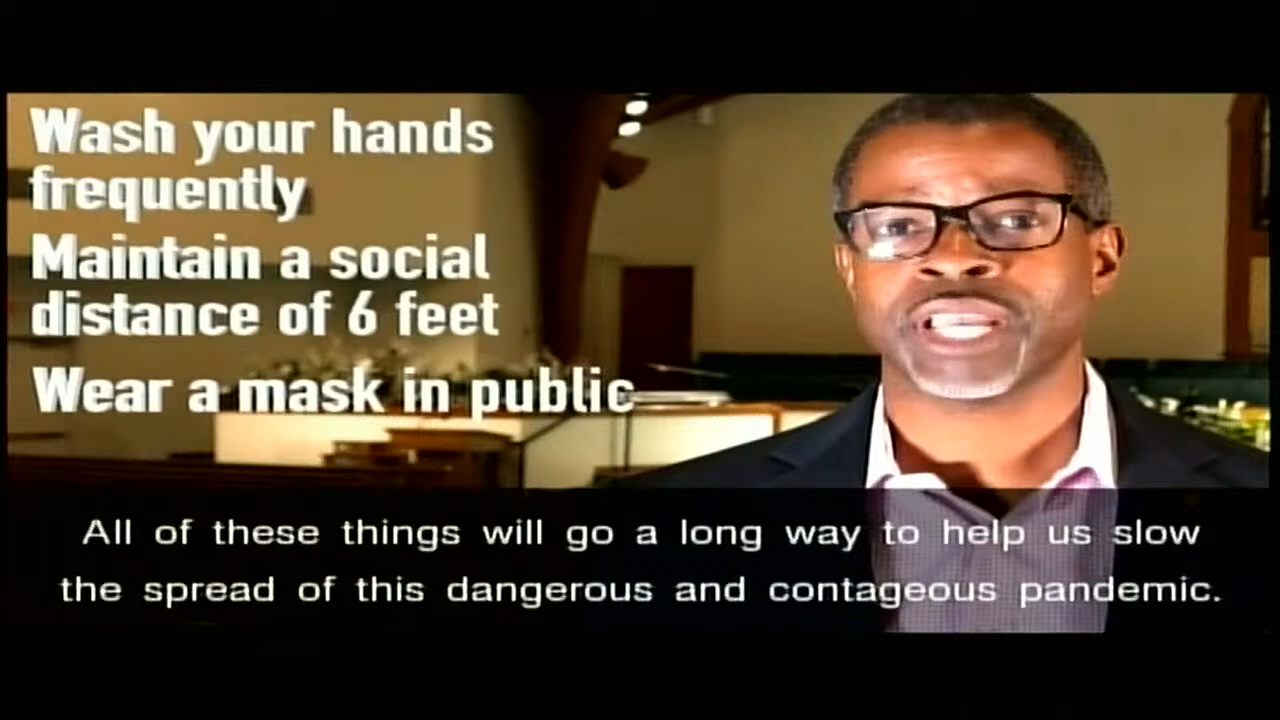 Wash your hands
frequently
Maintain a social
distance of 6 feet
Wear a mask in public
All of these things will go a long way to help us slow
the spread of this dangerous and contageous pandemic.